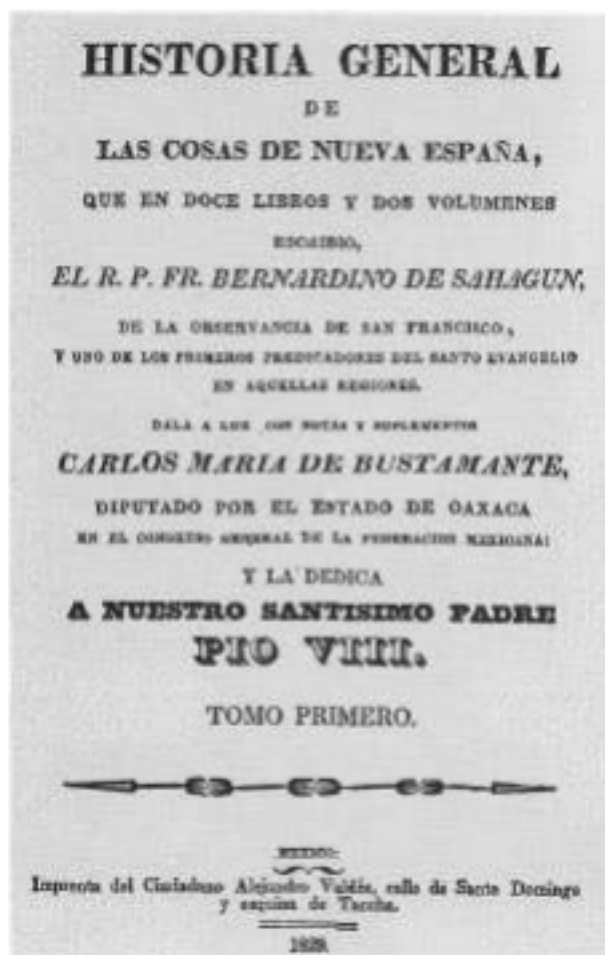 HISTORIA GENERAL
DE
LAS COSAS DE NUEVA ESPAÑA,
QUE EN DOCE LIBROS Y DOS VOLUMENES
ESCRIBIO,
EL R. P. FR. BERNARDINO DE SAHAGUN,
DE LA OBSERVANCIA DE SAN FRANCISCO,
Y UNO DE LOS PRIMEROS PREDICADORES DEL SANTO EVANGELIO
EN AQUELLAS REGIONES.
DALA A LUZ CON NOTAS Y SUPLEMENTOS
CARLOS MARIA DE BUSTAMANTE,
DIPUTADO POR EL ESTADO DE OAXACA
EN EL CONGRESO GENERAL DE LA FEDERACION MEXICANA:
Y LA DEDICA
A NUESTRO SANTISIMO PADRE
PIO VIII.
TOMO PRIMERO.
MEXICO:
Imprenta del Ciudadano Alejandro Valdés, calle de Santo Domingo
y esquina de Tacuba.
1829.